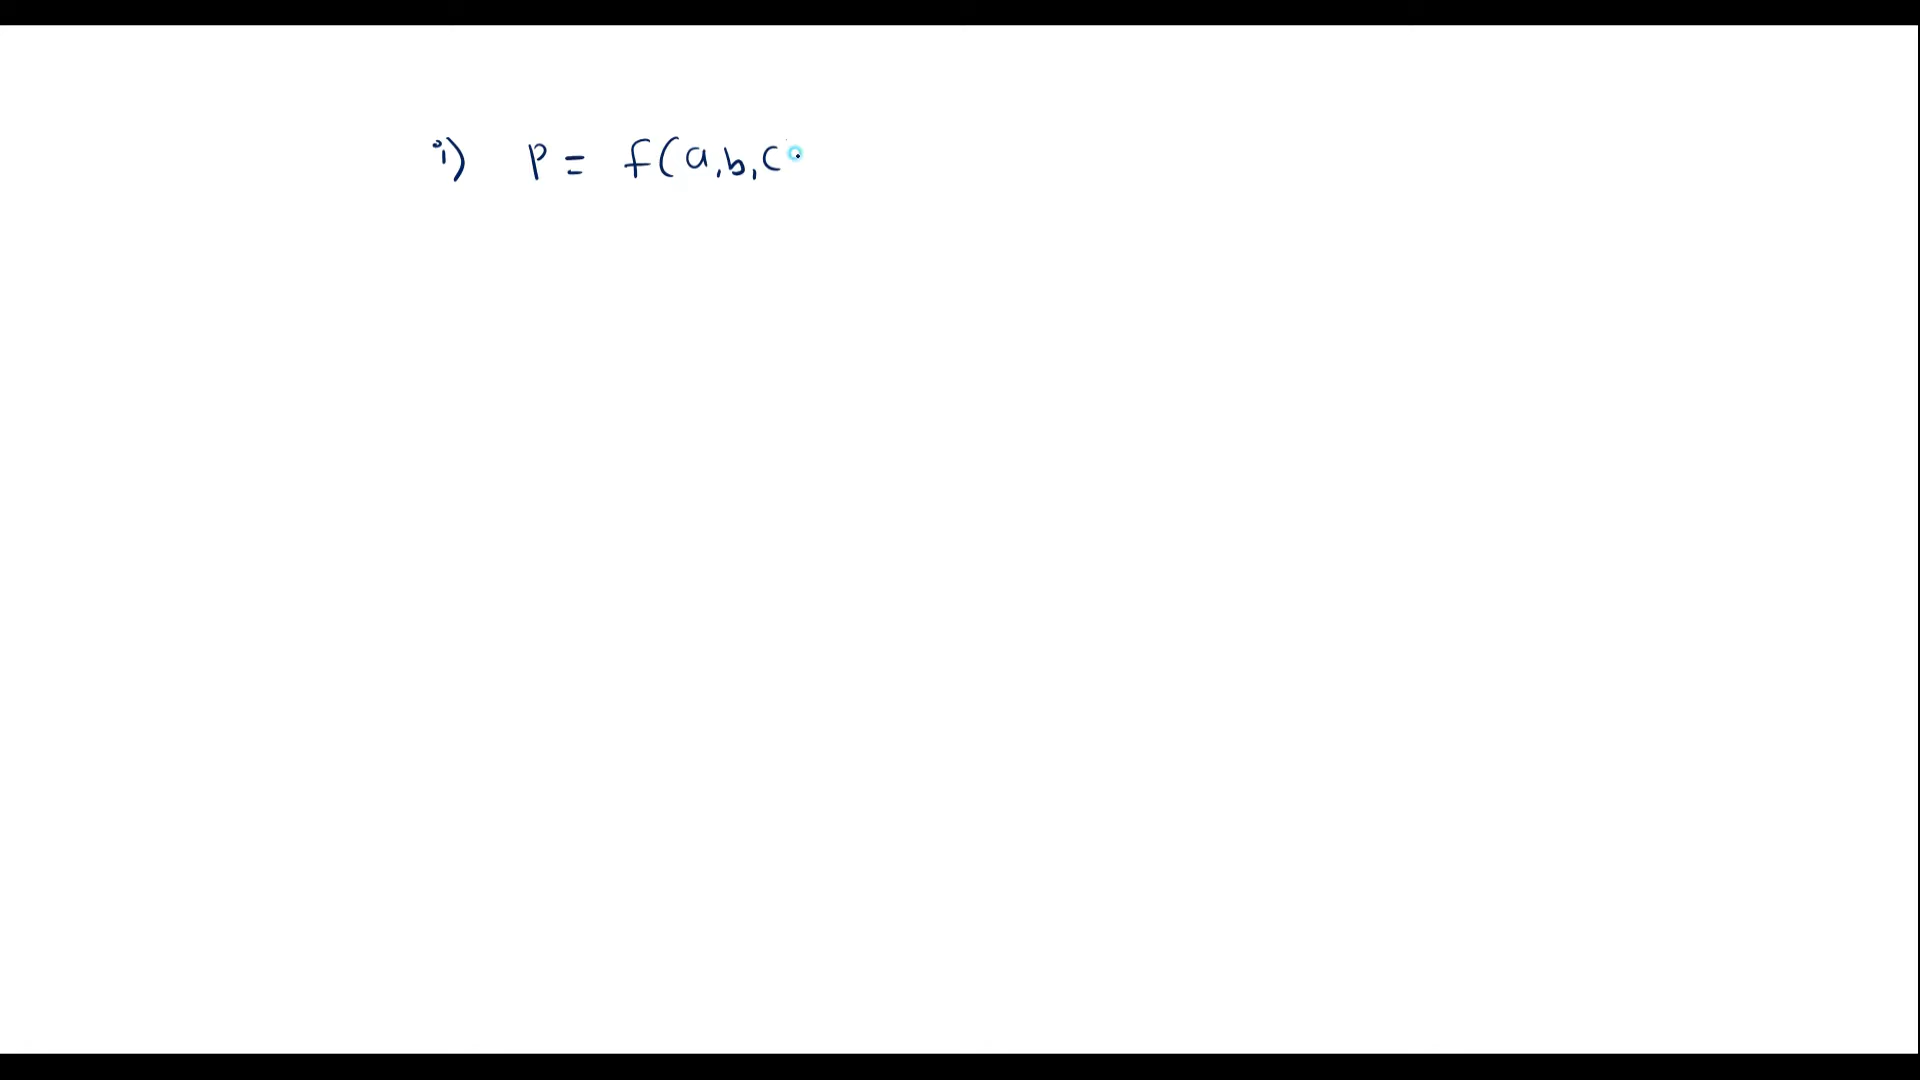 i) P = f(a,b,c